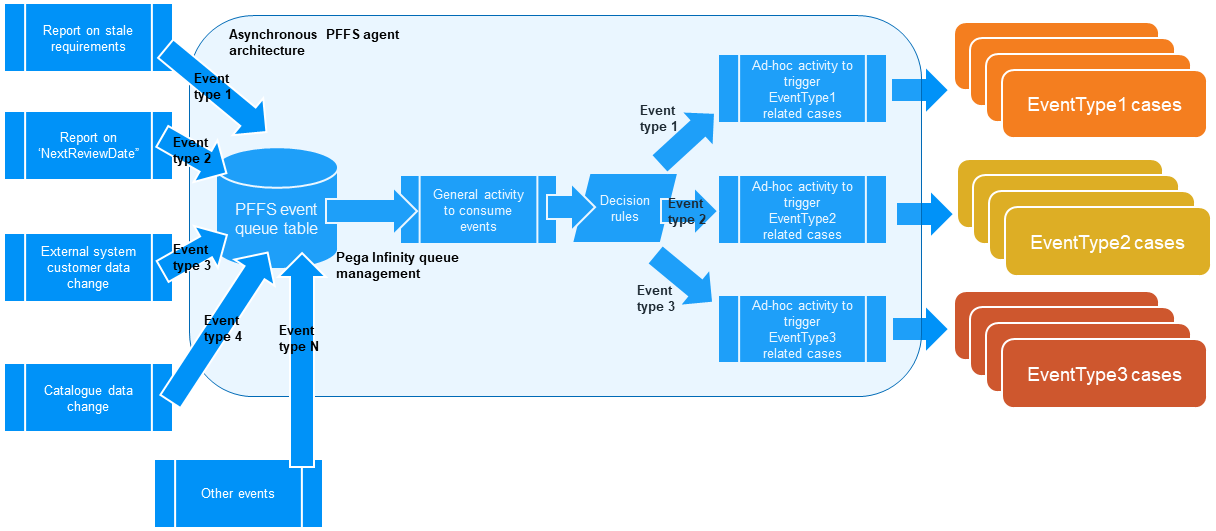 Report on stale
requirements
Asynchronous PFFS agent
architecture
Event
type 1
Report on
‘NextReviewDate”
Event
type 2
PFFS event
queue table
External system
customer data
change
Event
type 3
Pega Infinity queue
management
Event
type 4
Event
type N
Catalogue data
change
Other events
General activity
to consume
events
Decision
rules
Event
type 1
Event
type 2
Event
type 3
Ad-hoc activity to
trigger
EventType1
related cases
Ad-hoc activity to
trigger
EventType2
related cases
Ad-hoc activity to
trigger
EventType3
related cases
EventType1 cases
EventType2 cases
EventType3 cases